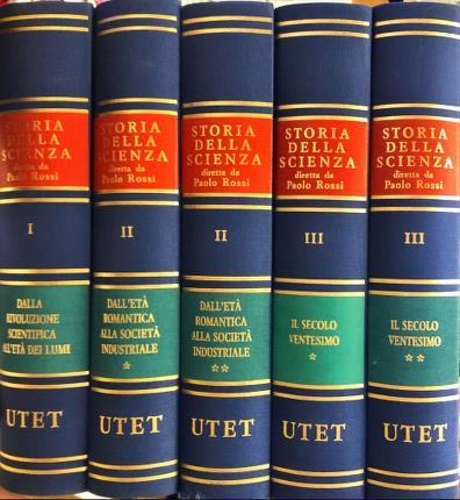 STORIA
DELLA
SCIENZA
diretta da
Paolo Rossi
I
DALLA
RIVOLUZIONE
SCIENTIFICA
ALL'ETÀ DEI LUMI
UTET
STORIA
DELLA
SCIENZA
diretta da
Paolo Rossi
II
DALL'ETÀ
ROMANTICA
ALLA SOCIETÀ
INDUSTRIALE
*
UTET
STORIA
DELLA
SCIENZA
diretta da
Paolo Rossi
II
DALL'ETÀ
ROMANTICA
ALLA SOCIETÀ
INDUSTRIALE
**
UTET
STORIA
DELLA
SCIENZA
diretta da
Paolo Rossi
III
IL SECOLO
VENTESIMO
*
UTET
STORIA
DELLA
SCIENZA
diretta da
Paolo Rossi
III
IL SECOLO
VENTESIMO
**
UTET